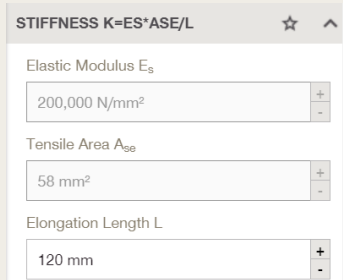 STIFFNESS K=ES*ASE/L
Elastic Modulus Es
200,000 N/mm²
+
-
Tensile Area Ase
58 mm²
+
-
Elongation Length L
120 mm
+
-